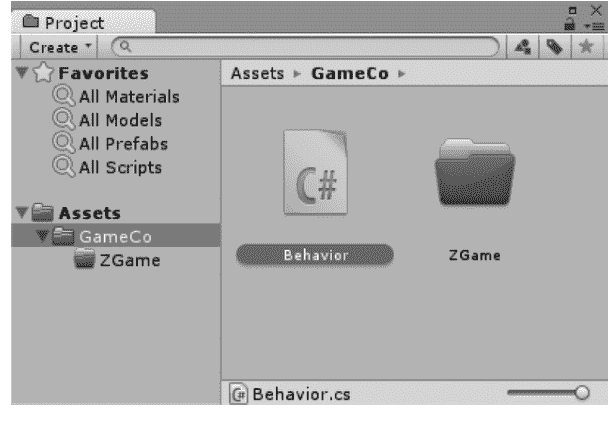 Project
Create
Favorites
All Materials
All Models
All Prefabs
All Scripts
Assets
GameCo
ZGame
Assets ▸ GameCo ▸
C#
Behavior
ZGame
C#
Behavior.cs